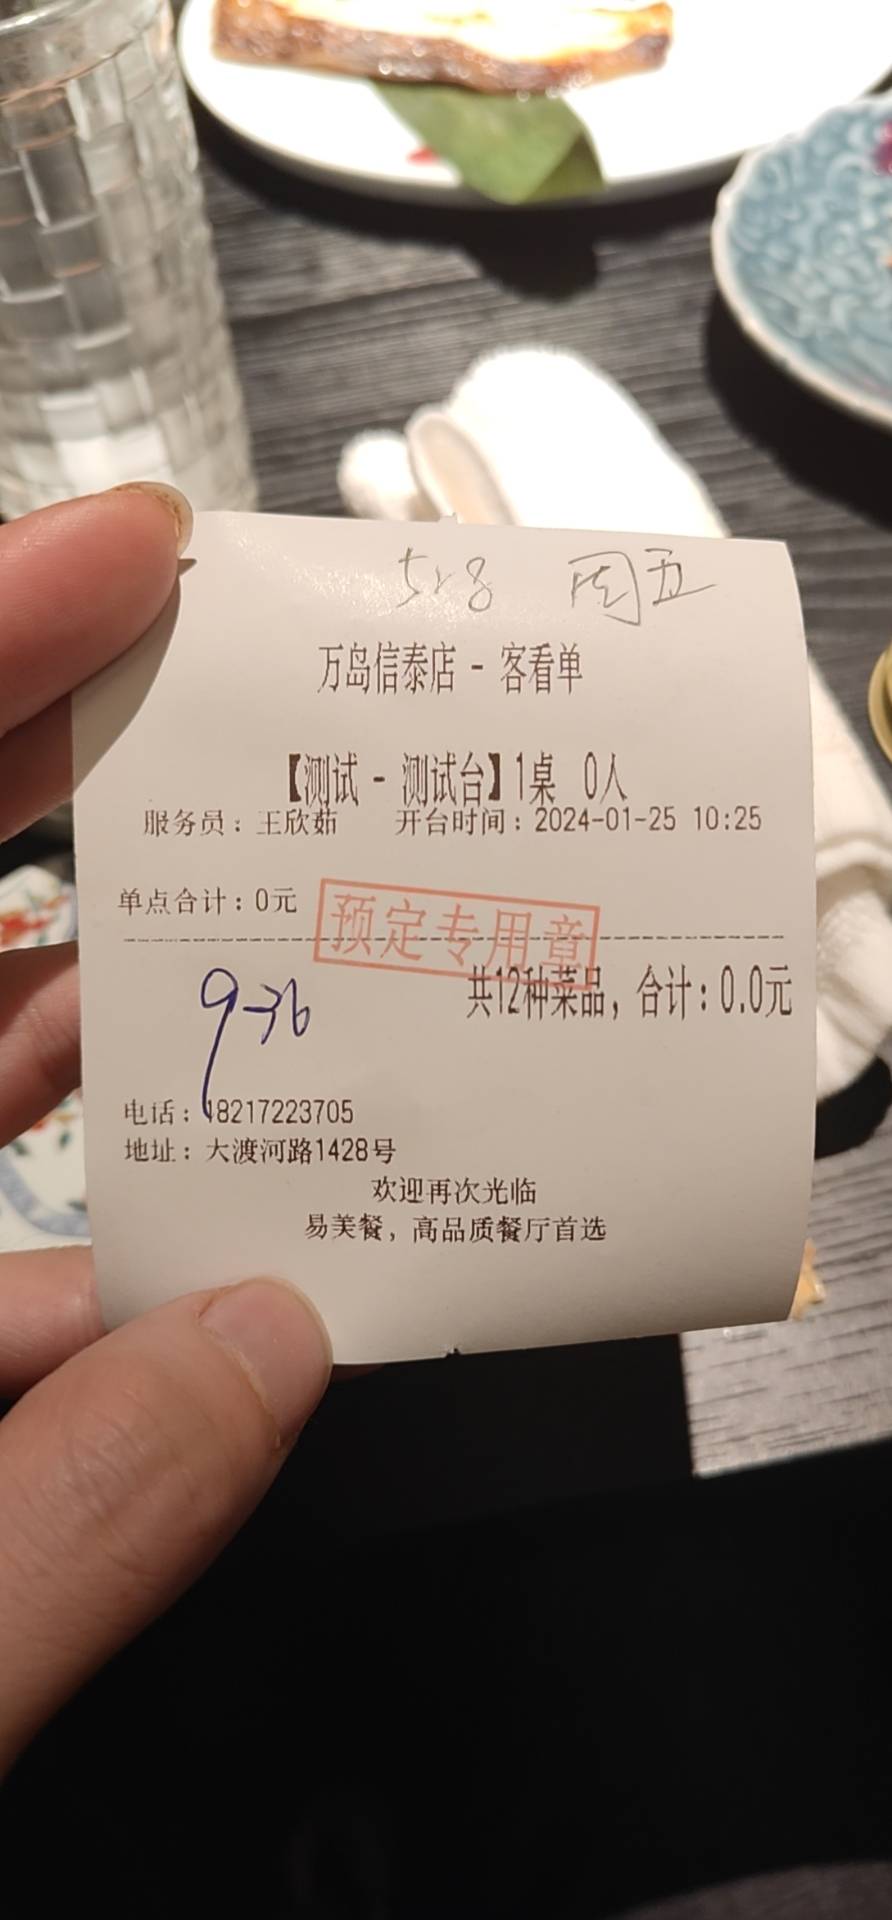 528 周五
万岛信泰店 - 客看单
【测试 - 测试台】1桌 0人
服务员：王欣茹 开台时间：2024-01-25 10:25
单点合计：0元
预定专用章
共12种菜品，合计：0.0元
9-36
电话：18217223705
地址：大渡河路1428号
欢迎再次光临
易美餐，高品质餐厅首选